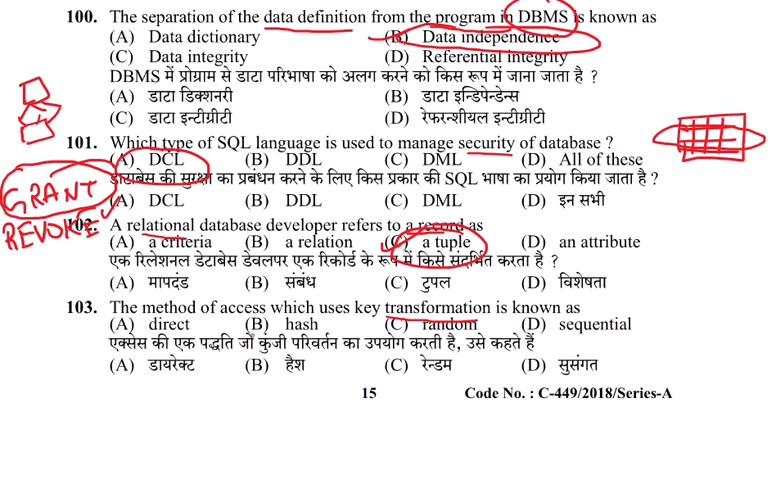 100. The separation of the data definition from the program in DBMS is known as
(A) Data dictionary (B) Data independence
(C) Data integrity (D) Referential integrity
DBMS में प्रोग्राम से डाटा परिभाषा को अलग करने को किस रूप में जाना जाता है ?
(A) डाटा डिक्शनरी (B) डाटा इन्डिपेन्डेन्स
(C) डाटा इन्टीग्रीटी (D) रेफरन्शीयल इन्टीग्रीटी
101. Which type of SQL language is used to manage security of database ?
(A) DCL (B) DDL (C) DML (D) All of these
डाटाबेस की सुरक्षा का प्रबंधन करने के लिए किस प्रकार की SQL भाषा का प्रयोग किया जाता है ?
GRANT (A) DCL (B) DDL (C) DML (D) इन सभी
REVOKE 102. A relational database developer refers to a record as
(A) a criteria (B) a relation (C) a tuple (D) an attribute
एक रिलेशनल डेटाबेस डेवलपर एक रिकोर्ड के रूप में किसे संदर्भित करता है ?
(A) मापदंड (B) संबंध (C) टुपल (D) विशेषता
103. The method of access which uses key transformation is known as
(A) direct (B) hash (C) random (D) sequential
एक्सेस की एक पद्धति जो कुंजी परिवर्तन का उपयोग करती है, उसे कहते हैं
(A) डायरेक्ट (B) हैश (C) रेन्डम (D) सुसंगत
15 Code No. : C-449/2018/Series-A